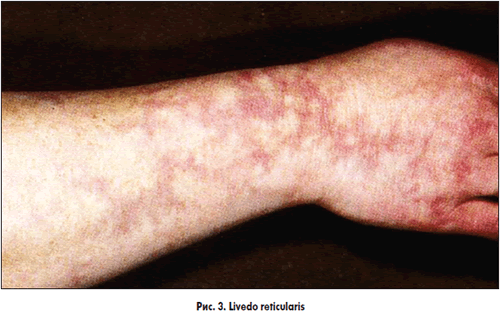 Рис. 3. Livedo reticularis